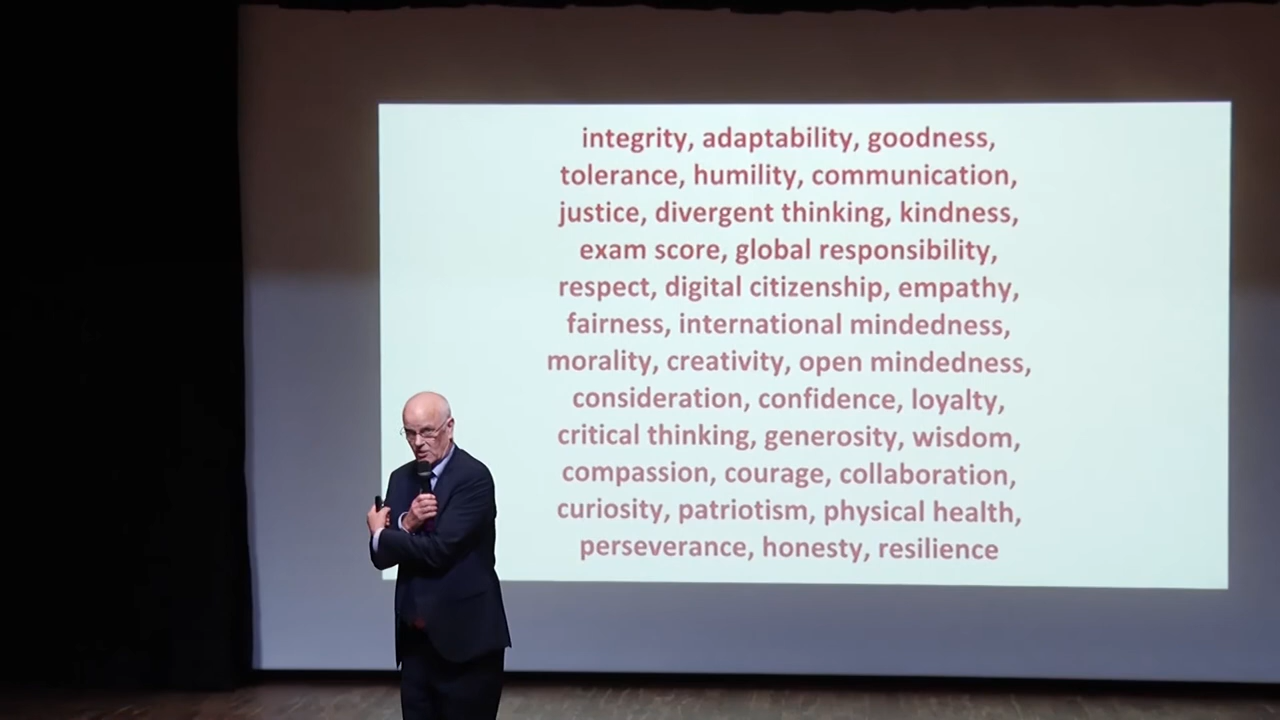 integrity, adaptability, goodness,
tolerance, humility, communication,
justice, divergent thinking, kindness,
exam score, global responsibility,
respect, digital citizenship, empathy,
fairness, international mindedness,
morality, creativity, open mindedness,
consideration, confidence, loyalty,
critical thinking, generosity, wisdom,
compassion, courage, collaboration,
curiosity, patriotism, physical health,
perseverance, honesty, resilience